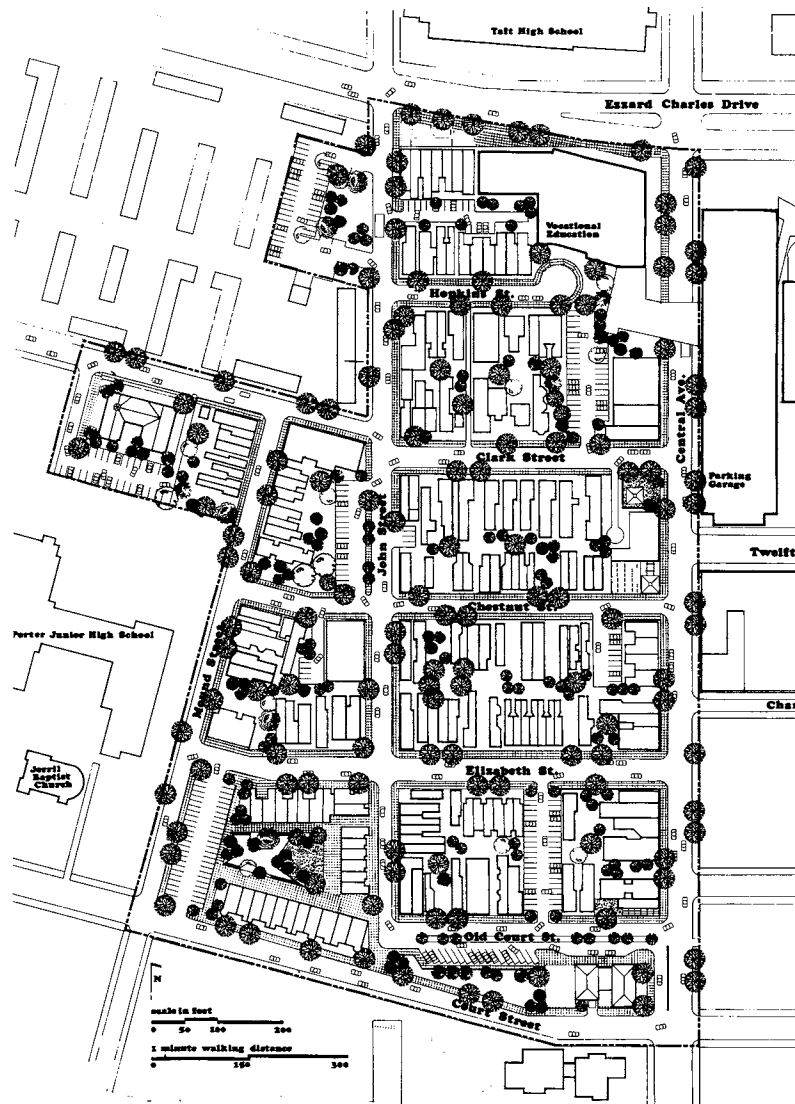 Taft High School
Ezzard Charles Drive
Vocational
Education
Hopkins St.
Clark Street
Central Ave.
Parking
Garage
John Street
Twelft
Chestnut St.
Porter Junior High School
Mound Street
Char
Jerril
Baptist
Church
Elizabeth St.
Old Court St.
Court Street
N
scale in feet
0 50 100 200
1 minute walking distance
0 150 300